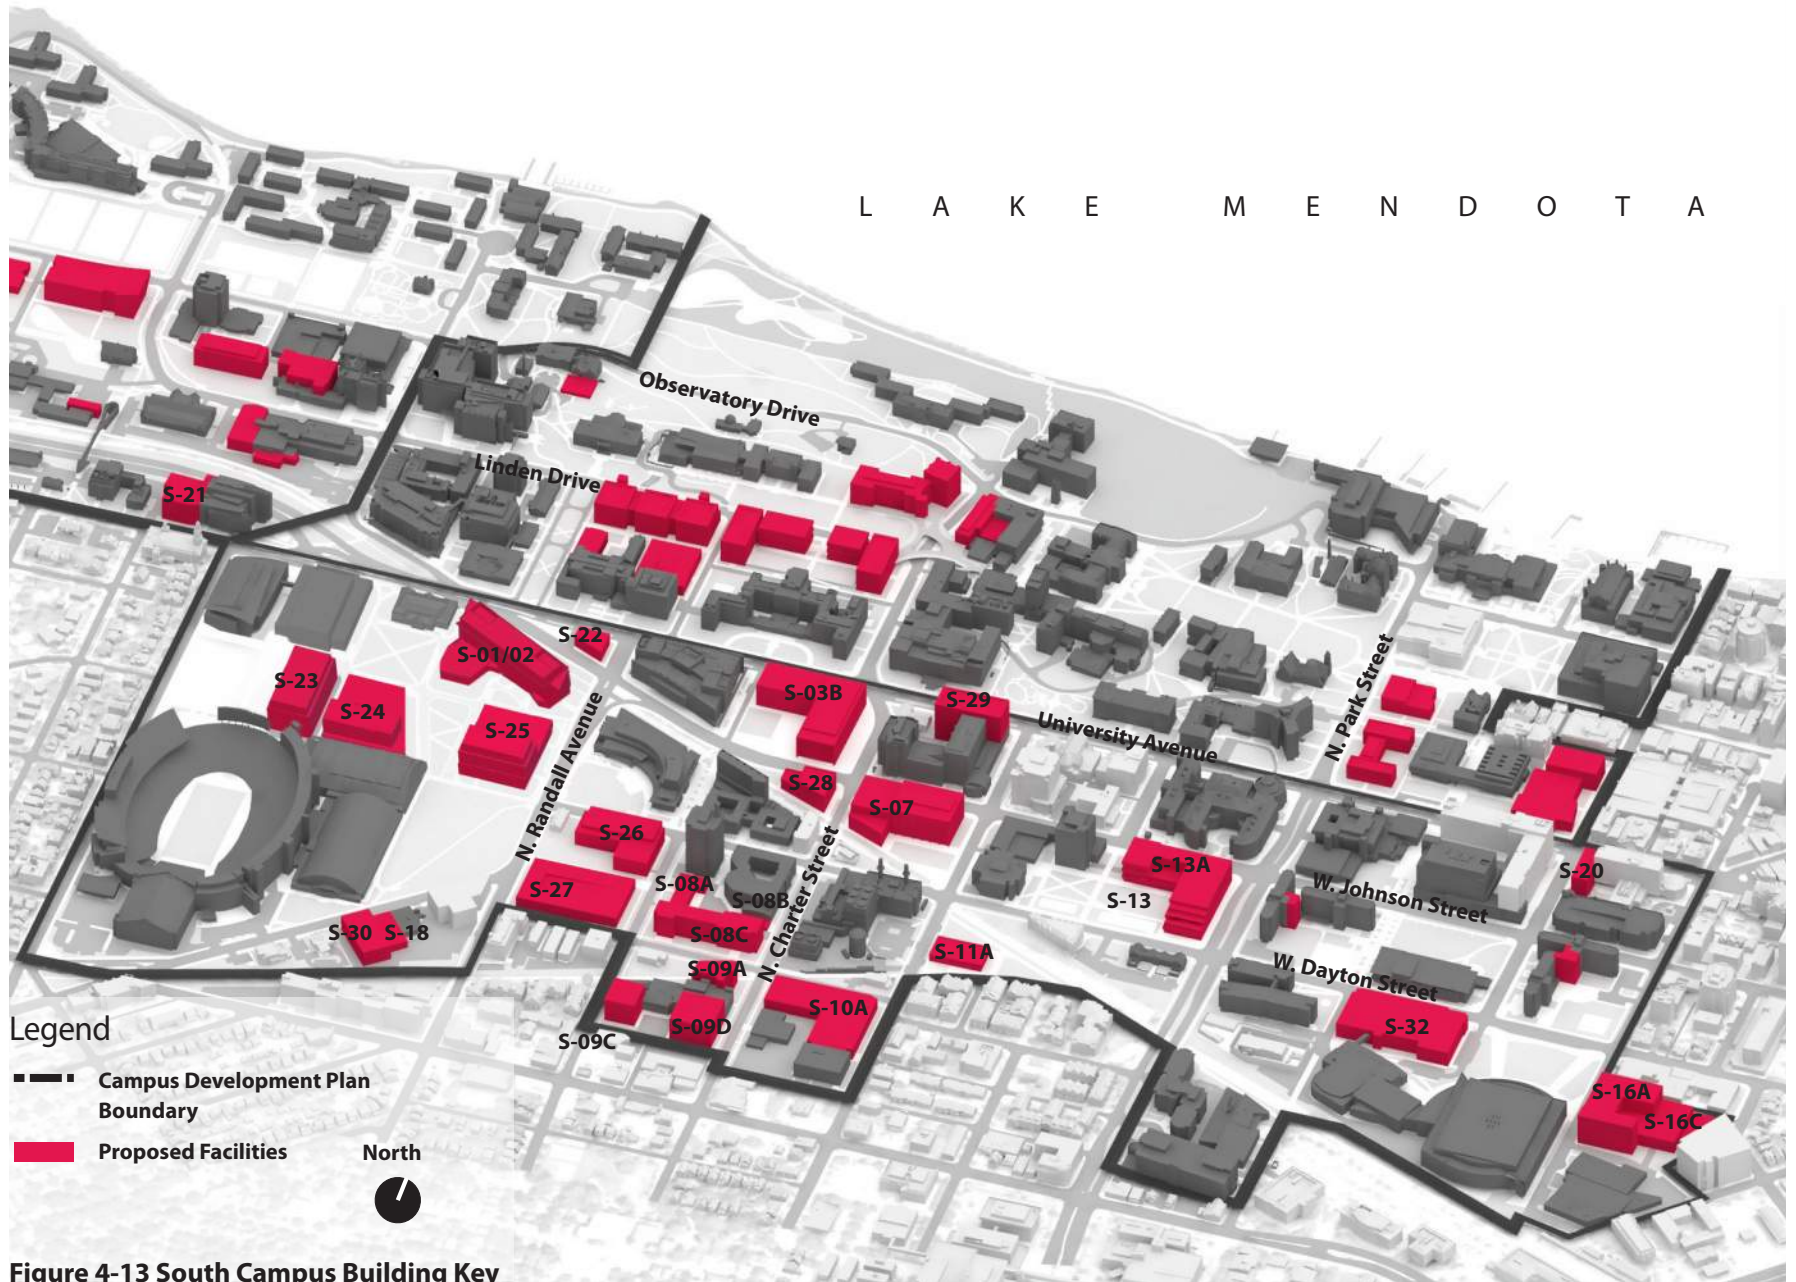 L A K E M E N D O T A
Observatory Drive
Linden Drive
S-21
S-22
S-01/02
S-23
S-24
S-25
S-03B
S-29
University Avenue
N. Park Street
N. Randall Avenue
S-28
S-07
S-26
S-27
S-08A
S-08B
S-08C
N. Charter Street
S-13A
S-13
S-20
W. Johnson Street
S-30
S-18
S-09A
S-11A
W. Dayton Street
S-10A
S-09D
S-09C
S-32
S-16A
S-16C
Legend
Campus Development Plan
Boundary
Proposed Facilities
North
Figure 4-13 South Campus Building Key